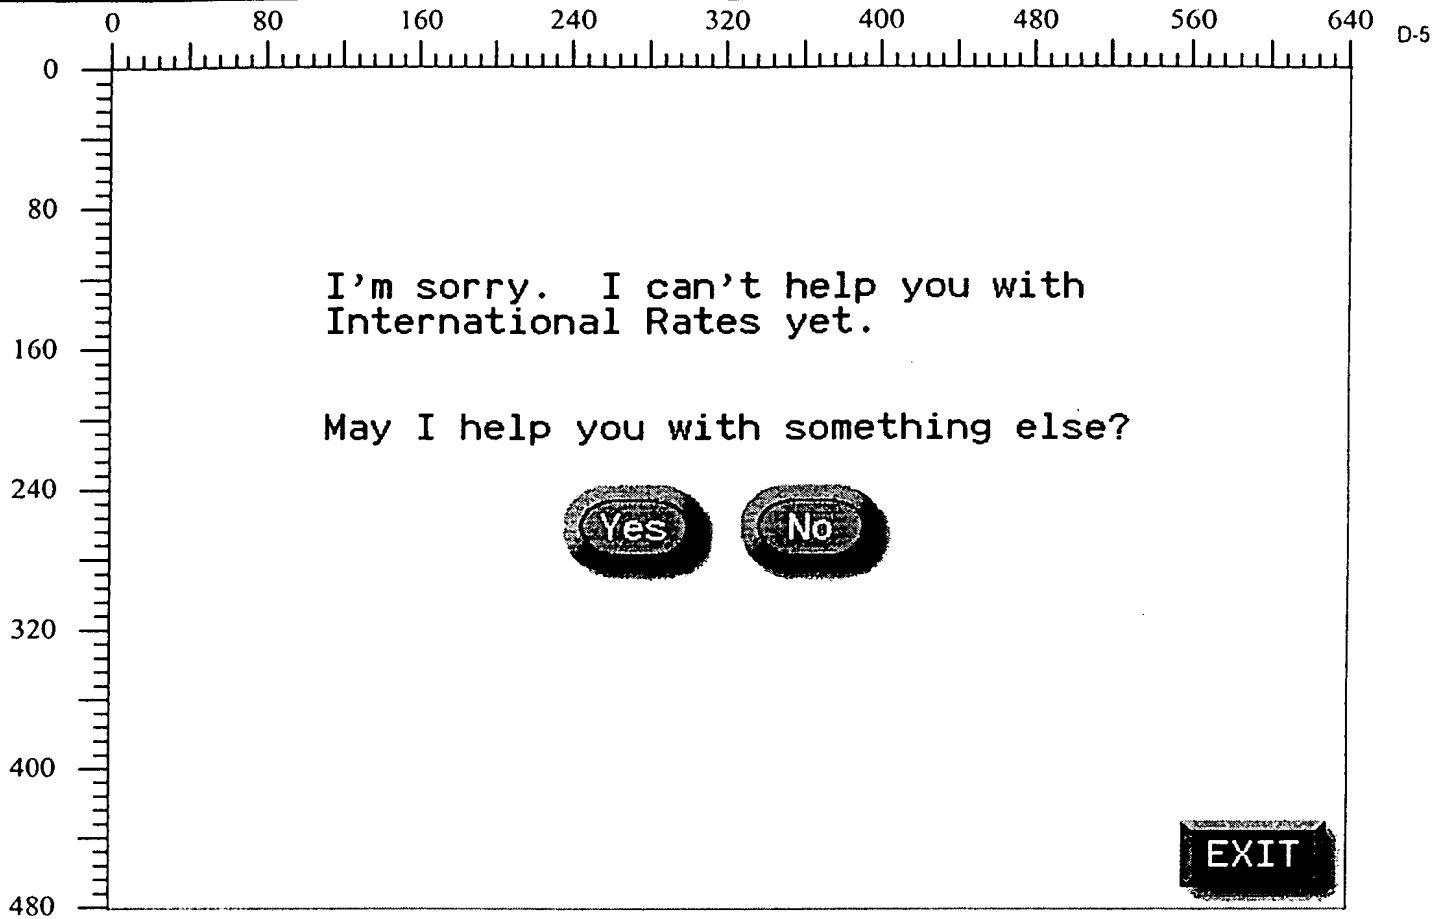 0 80 160 240 320 400 480 560 640
D-5
0
80
I'm sorry.  I can't help you with
International Rates yet.
160
May I help you with something else?
240
Yes No
320
400
EXIT
480